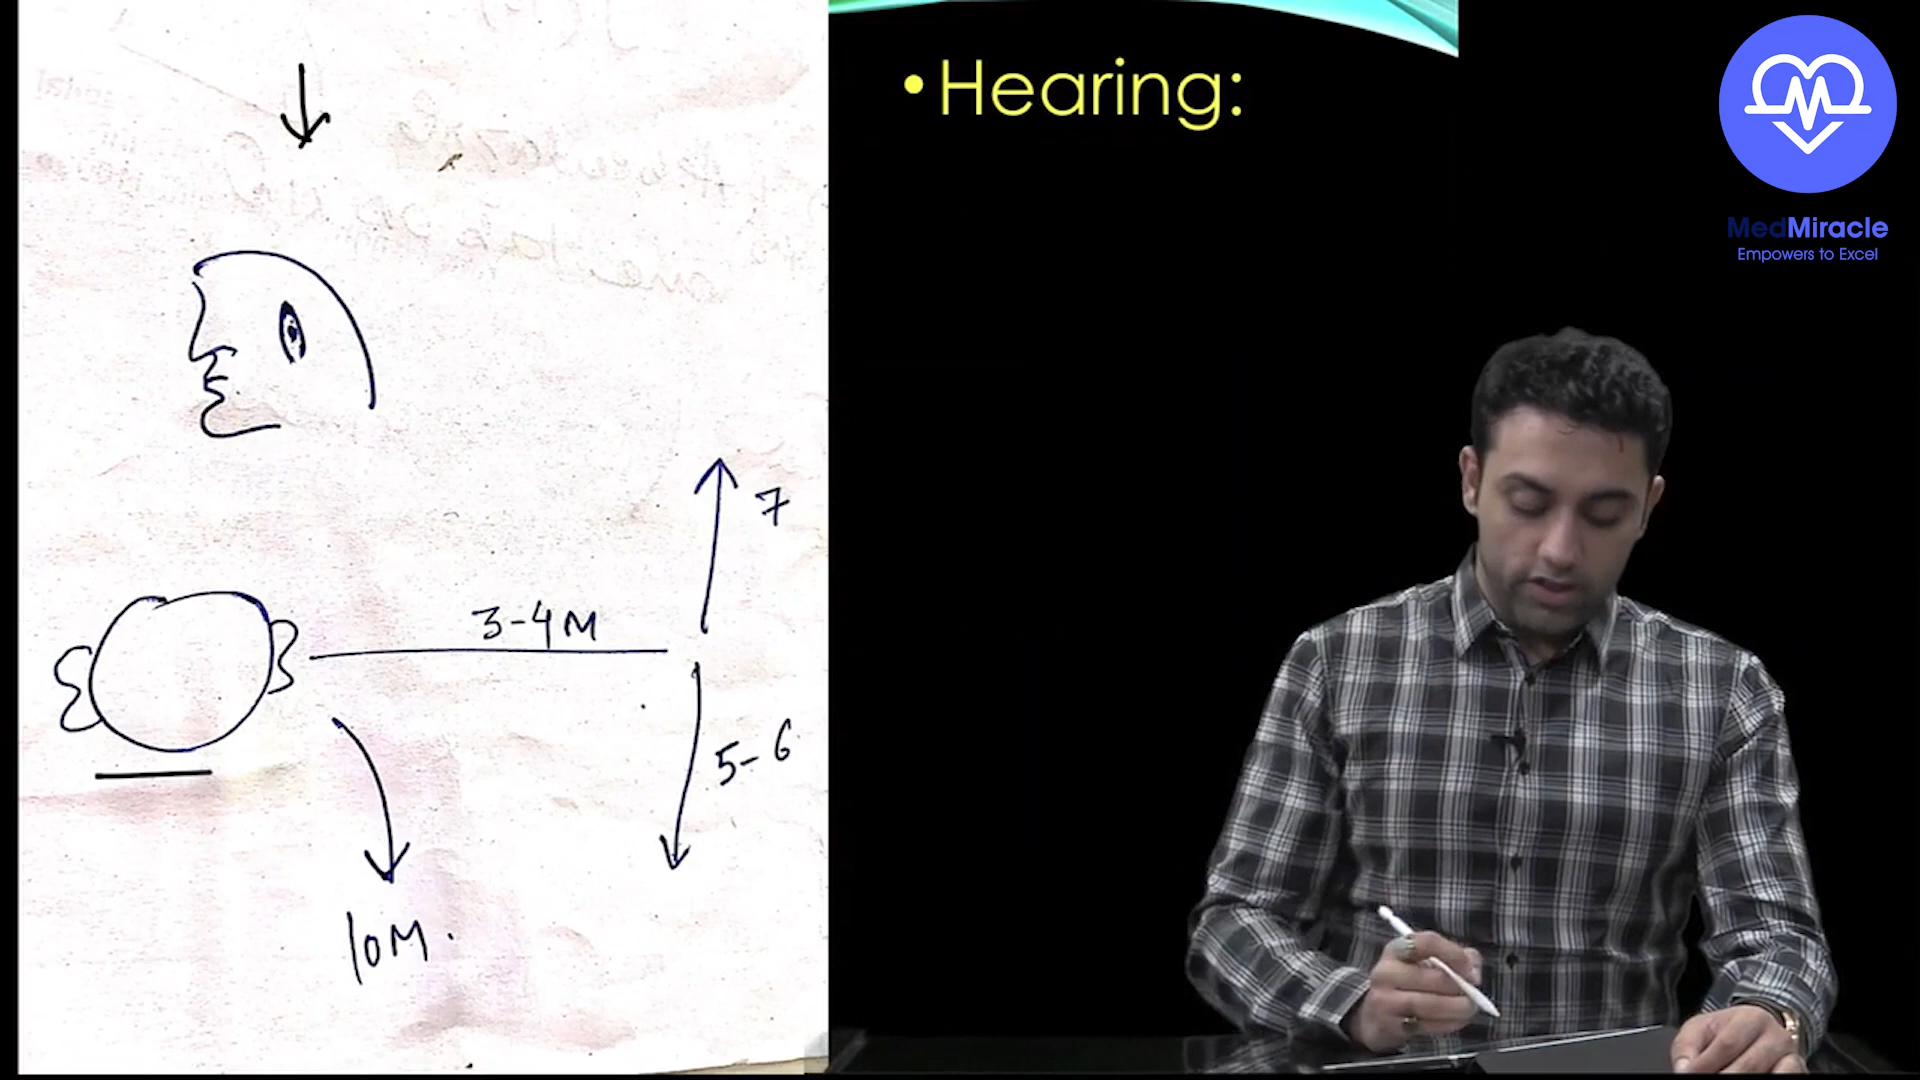 7
3-4M
5-6
10M.
• Hearing:
MedMiracle
Empowers to Excel